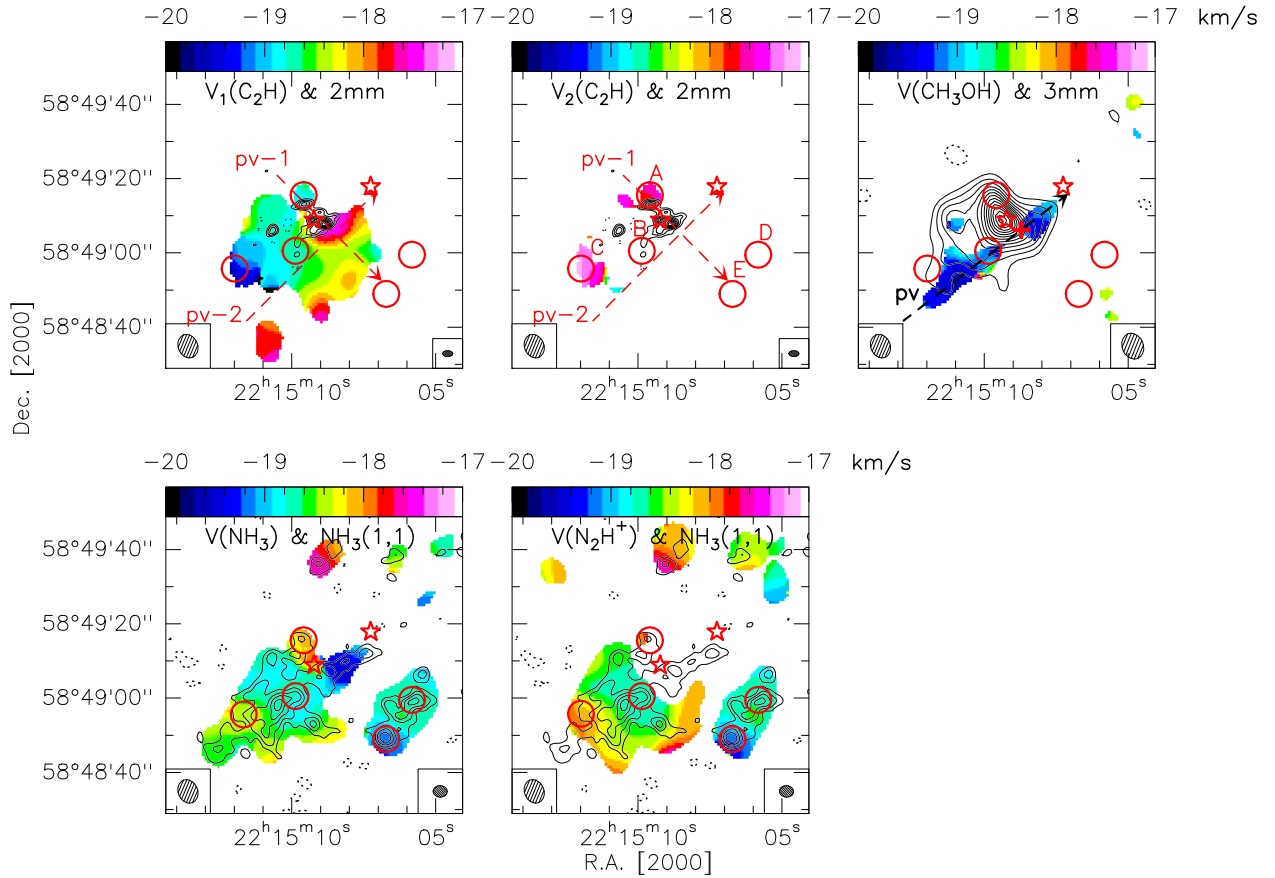 −20 −19 −18 −20 −19 −18 −20 −19 −18 −17 km/s
V₁(C₂H) & 2mm V₂(C₂H) & 2mm V(CH₃OH) & 3mm
58°49'40''
58°49'20''
58°49'00''
58°48'40''
pv−1 pv−1 A
B D
C E
pv−2 pv−2 pv
22ʰ15ᵐ10ˢ 05ˢ 22ʰ15ᵐ10ˢ 05ˢ 22ʰ15ᵐ10ˢ 05ˢ
Dec. [2000]
−20 −19 −18 −17 −20 −19 −18 −17 km/s
V(NH₃) & NH₃(1,1) V(N₂H⁺) & NH₃(1,1)
58°49'40''
58°49'20''
58°49'00''
58°48'40''
22ʰ15ᵐ10ˢ 05ˢ 22ʰ15ᵐ10ˢ 05ˢ
R.A. [2000]